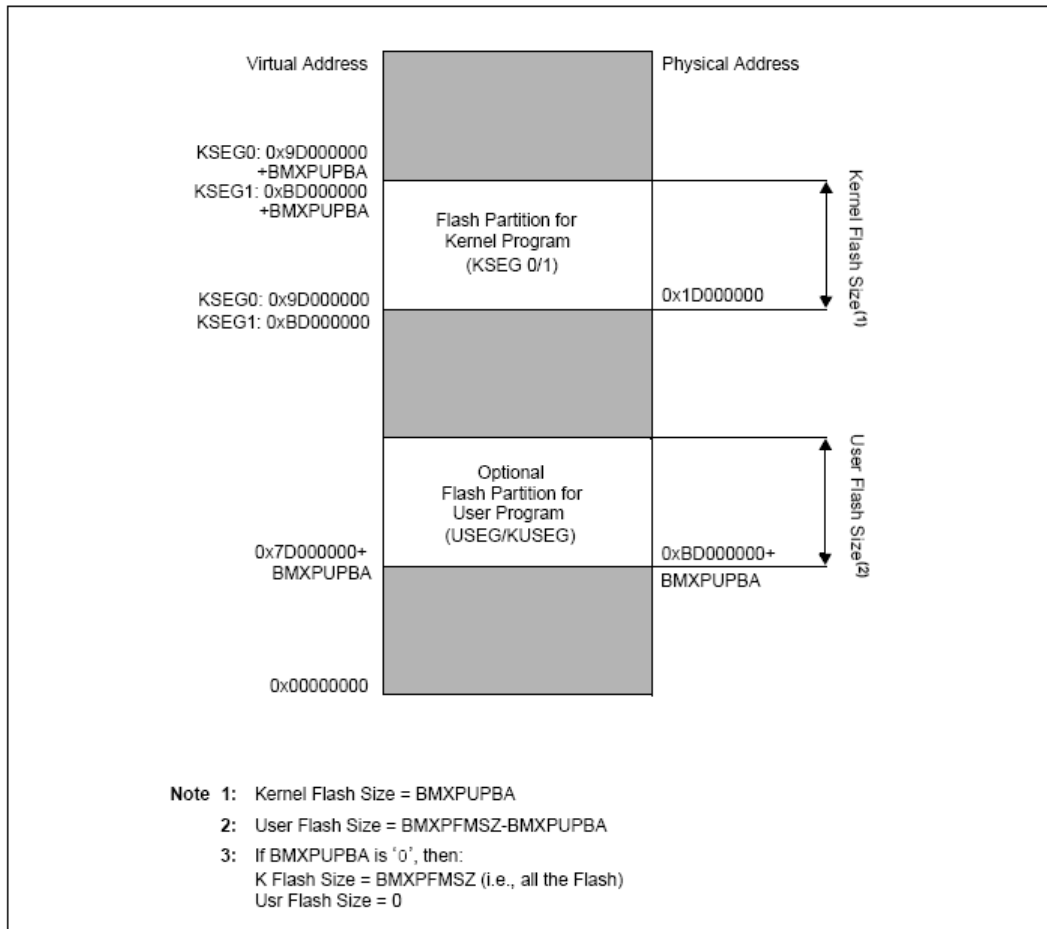 Virtual Address
Physical Address
KSEG0: 0x9D000000
+BMXPUPBA
KSEG1: 0xBD000000
+BMXPUPBA
Flash Partition for
Kernel Program
(KSEG 0/1)
Kernel Flash Size(1)
KSEG0: 0x9D000000
KSEG1: 0xBD000000
0x1D000000
Optional
Flash Partition for
User Program
(USEG/KUSEG)
User Flash Size(2)
0x7D000000+
BMXPUPBA
0xBD000000+
BMXPUPBA
0x00000000
Note 1: Kernel Flash Size = BMXPUPBA
2: User Flash Size = BMXPFMSZ-BMXPUPBA
3: If BMXPUPBA is ‘0’, then:
K Flash Size = BMXPFMSZ (i.e., all the Flash)
Usr Flash Size = 0